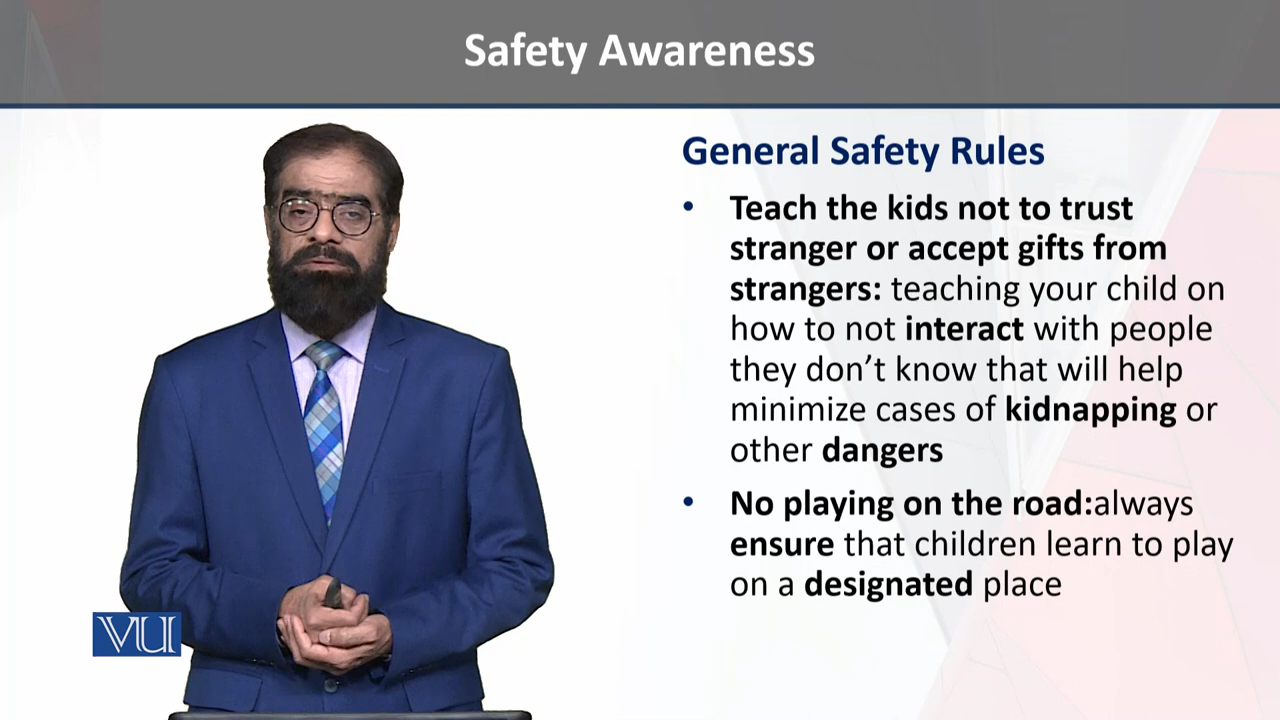 Safety Awareness
General Safety Rules
• Teach the kids not to trust
stranger or accept gifts from
strangers: teaching your child on
how to not interact with people
they don’t know that will help
minimize cases of kidnapping or
other dangers
• No playing on the road:always
ensure that children learn to play
on a designated place
VU